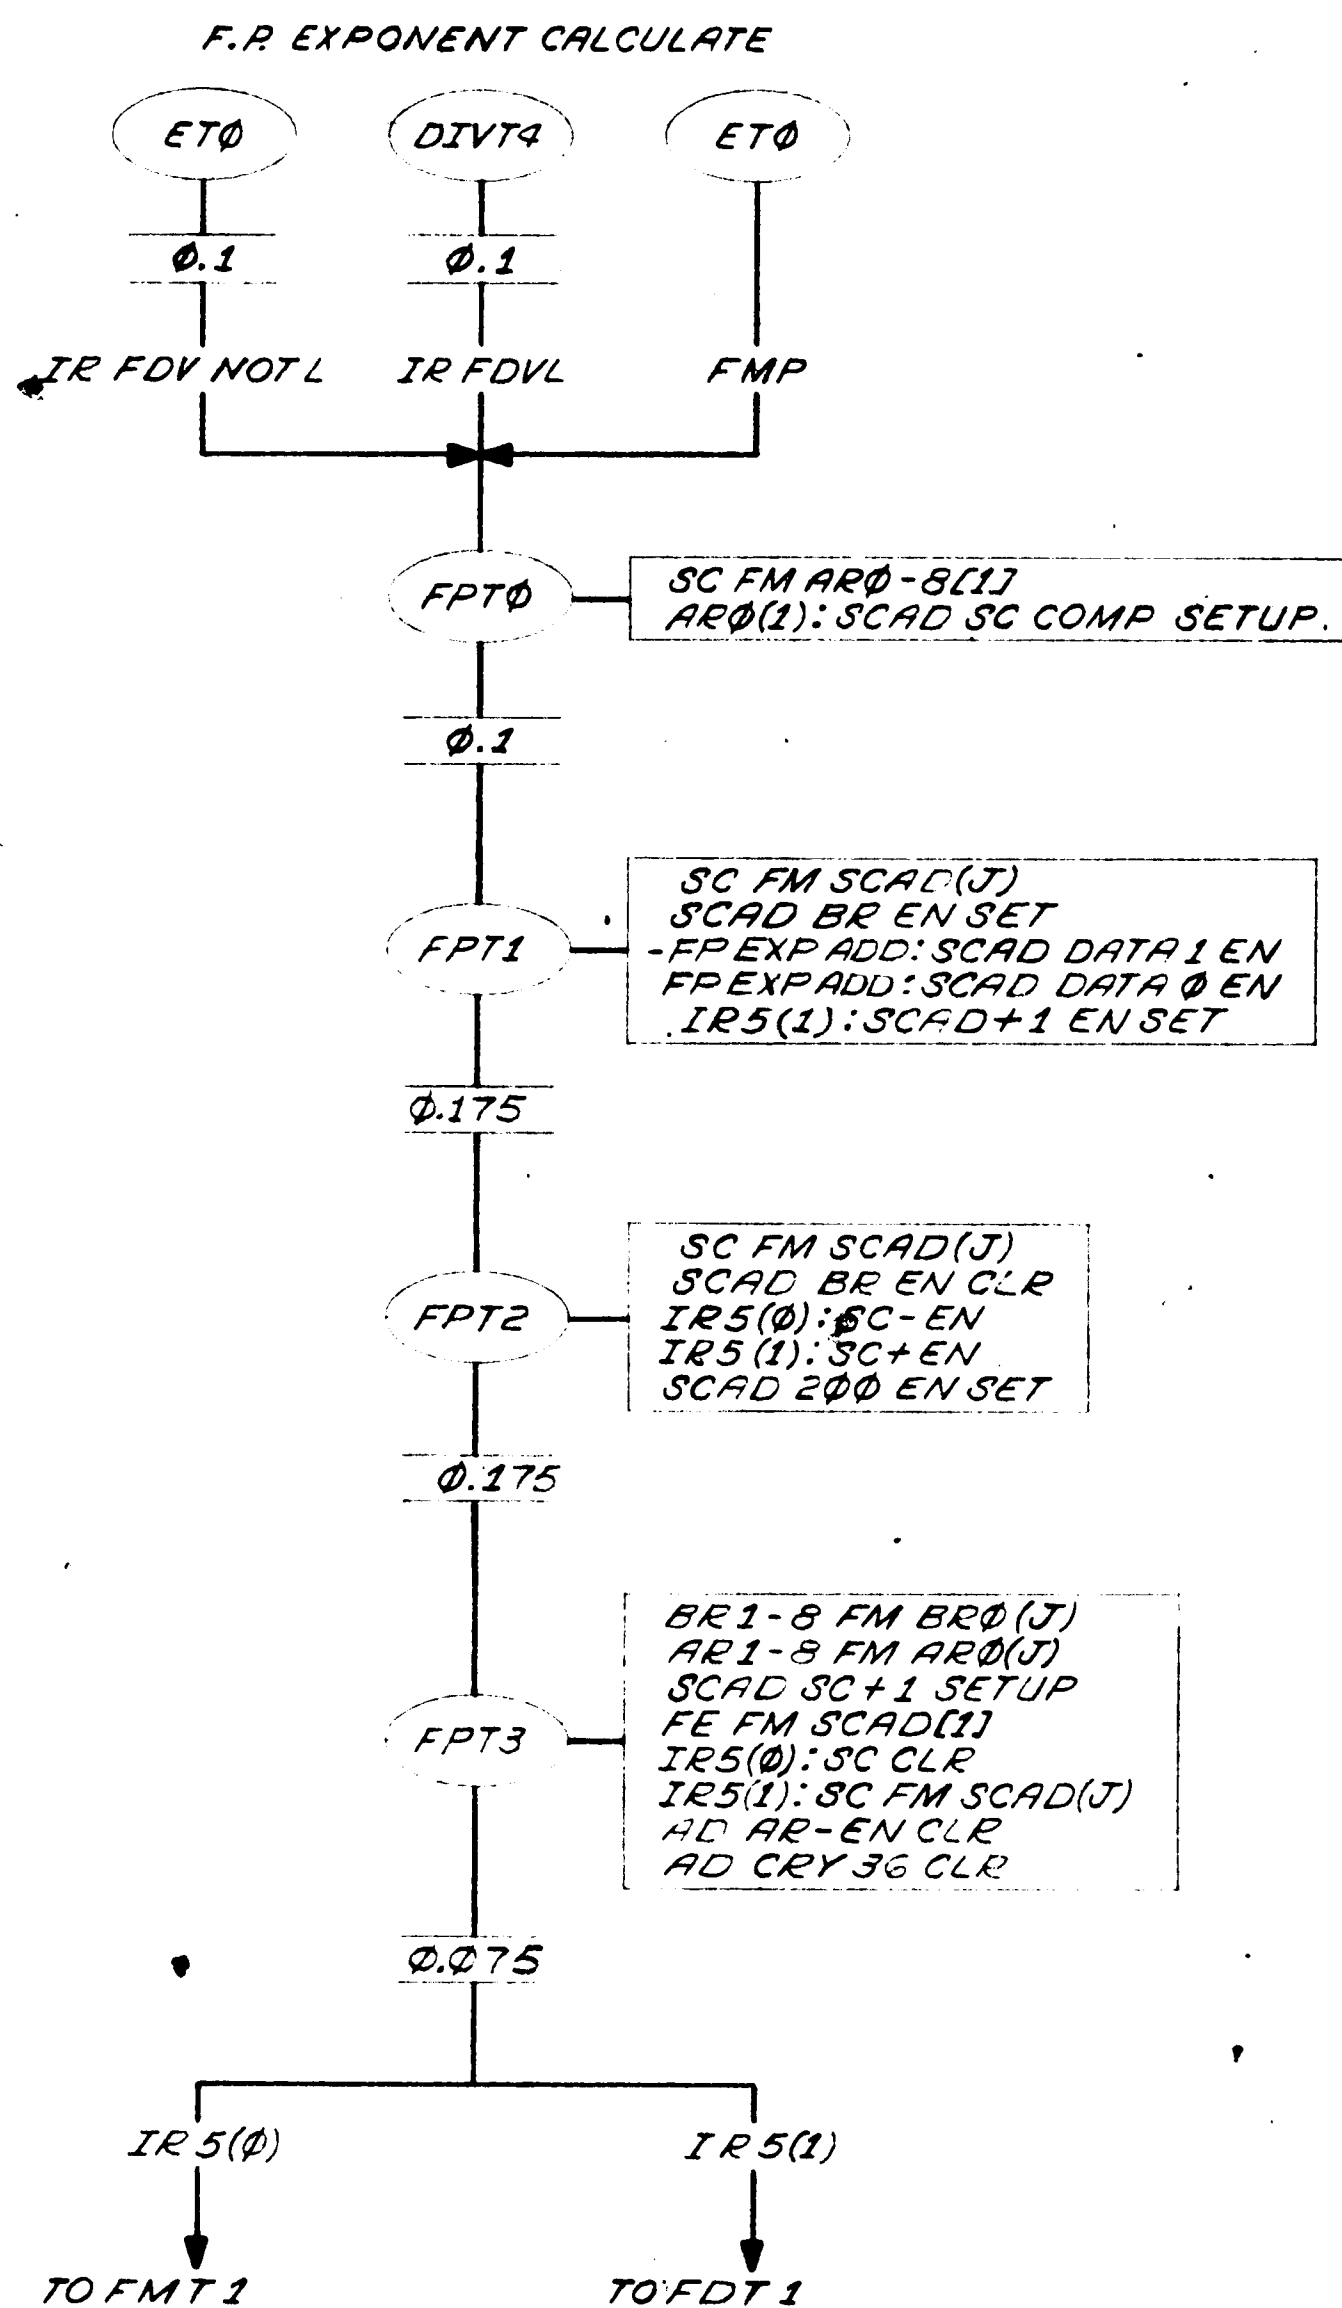 F.P. EXPONENT CALCULATE
ETØ
DIVT4
ETØ
Ø.1
Ø.1
IR FDV NOT L
IR FDVL
FMP
FPTØ
SC FM ARØ-8[1]
ARØ(1): SCAD SC COMP SETUP.
Ø.1
FPT1
SC FM SCAD(J)
SCAD BR EN SET
-FP EXP ADD: SCAD DATA 1 EN
FP EXP ADD: SCAD DATA Ø EN
IR5(1): SCAD+1 EN SET
Ø.175
FPT2
SC FM SCAD(J)
SCAD BR EN CLR
IR5(Ø): SC- EN
IR5(1): SC+ EN
SCAD 2ØØ EN SET
Ø.175
FPT3
BR1-8 FM BRØ(J)
AR1-8 FM ARØ(J)
SCAD SC+1 SETUP
FE FM SCAD[1]
IR5(Ø): SC CLR
IR5(1): SC FM SCAD(J)
AD AR-EN CLR
AD CRY 36 CLR
Ø.Ø75
IR5(Ø)
IR5(1)
TO FMT1
TO FDT1